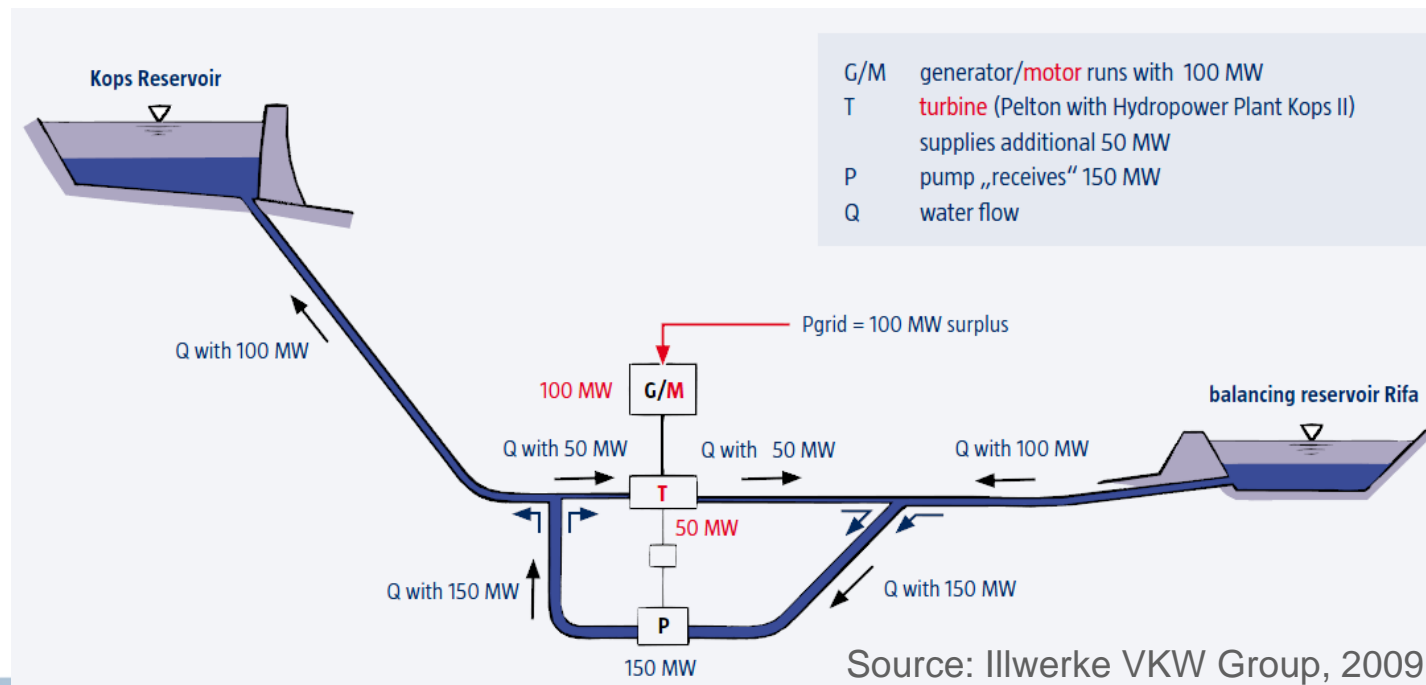 Kops Reservoir
G/M generator/motor runs with 100 MW
T turbine (Pelton with Hydropower Plant Kops II)
supplies additional 50 MW
P pump „receives“ 150 MW
Q water flow
Pgrid = 100 MW surplus
Q with 100 MW
100 MW
G/M
balancing reservoir Rifa
Q with 50 MW
Q with 50 MW
Q with 100 MW
T
50 MW
Q with 150 MW
Q with 150 MW
P
150 MW
Source: Illwerke VKW Group, 2009